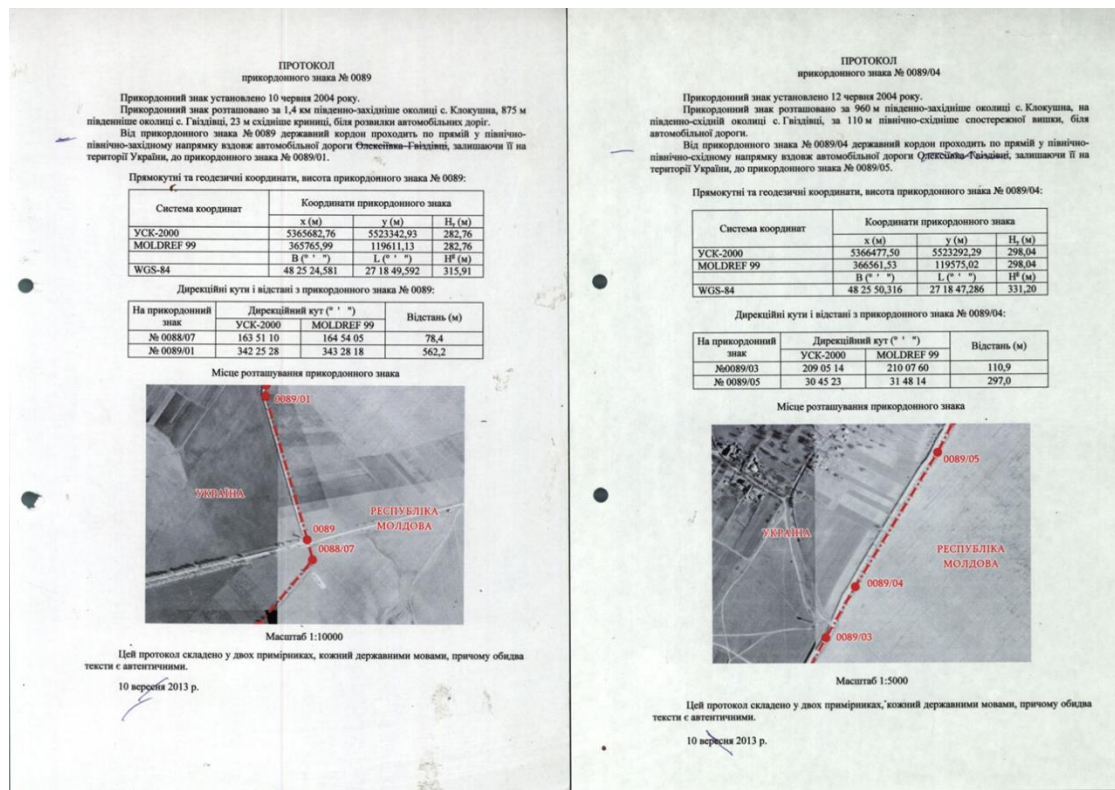 ПРОТОКОЛ
прикордонного знака № 0089
Прикордонний знак установлено 10 червня 2004 року.
Прикордонний знак розташовано за 1,4 км південно-західніше околиці с. Клокушна, 875 м
південніше околиці с. Гвіздівці, 23 м східніше криниці, біля розвилки автомобільних доріг.
Від прикордонного знака № 0089 державний кордон проходить по прямій у північно-
північно-західному напрямку вздовж автомобільної дороги Олексіївка–Гвіздівці, залишаючи її на
території України, до прикордонного знака № 0089/01.
Прямокутні та геодезичні координати, висота прикордонного знака № 0089:
Система координат Координати прикордонного знака
x (м) y (м) Hᵧ (м)
УСК-2000 5365682,76 5523342,93 282,76
MOLDREF 99 365765,99 119611,13 282,76
B (° ' ") L (° ' ") Hᴱ (м)
WGS-84 48 25 24,581 27 18 49,592 315,91
Дирекційні кути і відстані з прикордонного знака № 0089:
На прикордонний знак Дирекційний кут (° ' ") Відстань (м)
УСК-2000 MOLDREF 99
№ 0088/07 163 51 10 164 54 05 78,4
№ 0089/01 342 25 28 343 28 18 562,2
Місце розташування прикордонного знака
0089/01
УКРАЇНА
РЕСПУБЛІКА
МОЛДОВА
0089
0088/07
Масштаб 1:10000
Цей протокол складено у двох примірниках, кожний державними мовами, причому обидва
тексти є автентичними.
10 вересня 2013 р.
ПРОТОКОЛ
прикордонного знака № 0089/04
Прикордонний знак установлено 12 червня 2004 року.
Прикордонний знак розташовано за 960 м південно-західніше околиці с. Клокушна, на
південно-східній околиці с. Гвіздівці, за 110 м північно-східніше спостережної вишки, біля
автомобільної дороги.
Від прикордонного знака № 0089/04 державний кордон проходить по прямій у північно-
північно-східному напрямку вздовж автомобільної дороги Олексіївка–Гвіздівці, залишаючи її на
території України, до прикордонного знака № 0089/05.
Прямокутні та геодезичні координати, висота прикордонного знака № 0089/04:
Система координат Координати прикордонного знака
x (м) y (м) Hᵧ (м)
УСК-2000 5366477,50 5523292,29 298,04
MOLDREF 99 366561,53 119575,02 298,04
B (° ' ") L (° ' ") Hᴱ (м)
WGS-84 48 25 50,316 27 18 47,286 331,20
Дирекційні кути і відстані з прикордонного знака № 0089/04:
На прикордонний знак Дирекційний кут (° ' ") Відстань (м)
УСК-2000 MOLDREF 99
№0089/03 209 05 14 210 07 60 110,9
№ 0089/05 30 45 23 31 48 14 297,0
Місце розташування прикордонного знака
0089/05
УКРАЇНА
РЕСПУБЛІКА
МОЛДОВА
0089/04
0089/03
Масштаб 1:5000
Цей протокол складено у двох примірниках, кожний державними мовами, причому обидва
тексти є автентичними.
10 вересня 2013 р.